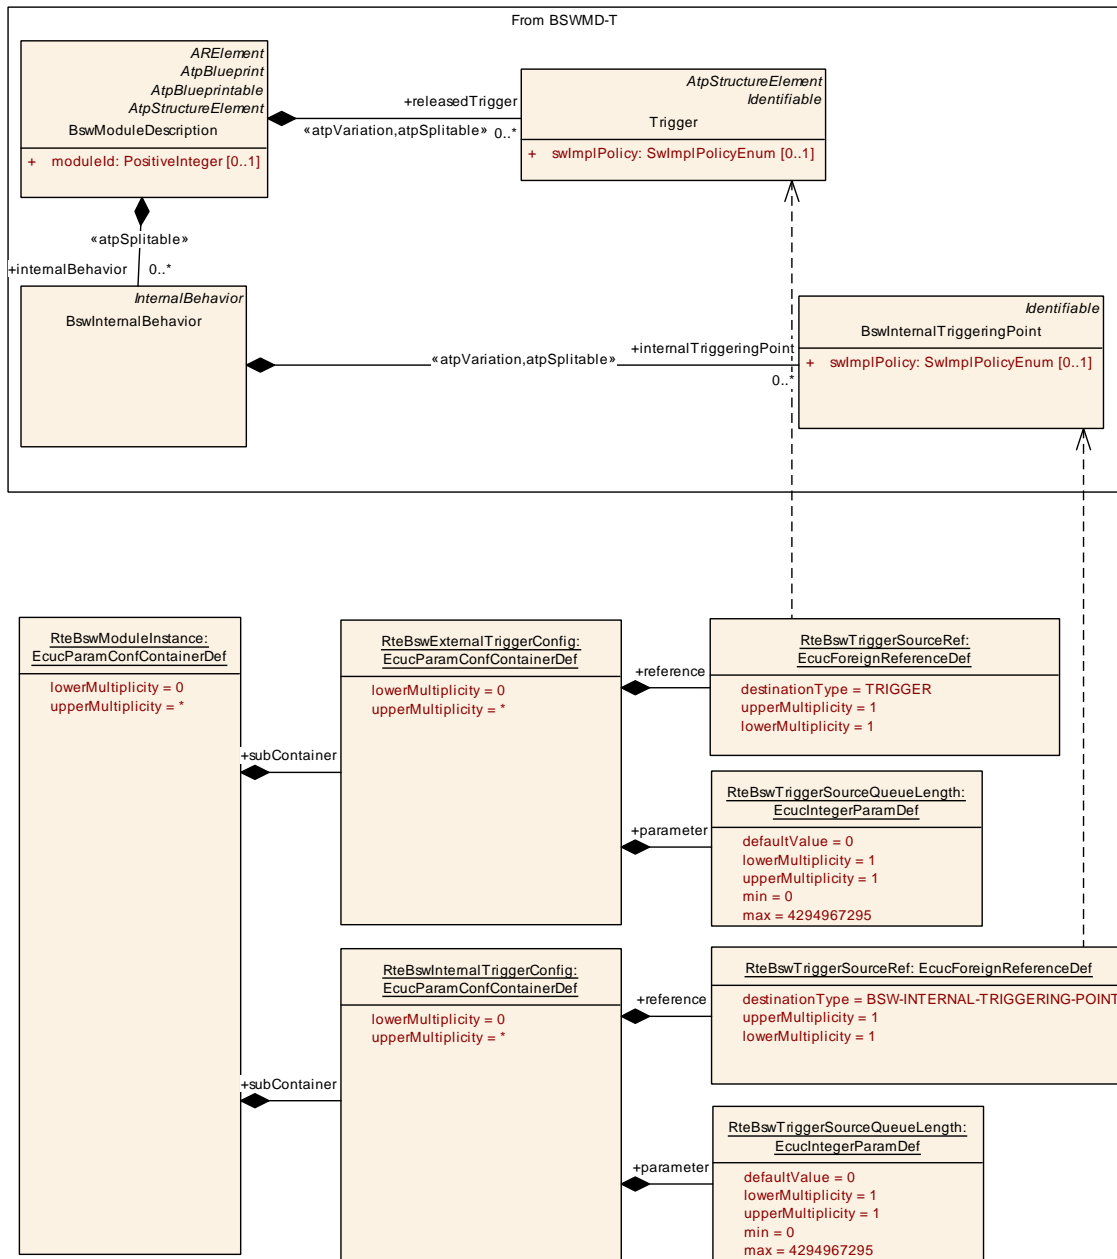 From BSWMD-T
ARElement
AtpBlueprint
AtpBlueprintable
AtpStructureElement
BswModuleDescription
+ moduleId: PositiveInteger [0..1]
+releasedTrigger
«atpVariation,atpSplitable» 0..*
AtpStructureElement
Identifiable
Trigger
+ swImplPolicy: SwImplPolicyEnum [0..1]
«atpSplitable»
+internalBehavior 0..*
InternalBehavior
BswInternalBehavior
«atpVariation,atpSplitable»
+internalTriggeringPoint
0..*
Identifiable
BswInternalTriggeringPoint
+ swImplPolicy: SwImplPolicyEnum [0..1]
RteBswModuleInstance:
EcucParamConfContainerDef
lowerMultiplicity = 0
upperMultiplicity = *
+subContainer
RteBswExternalTriggerConfig:
EcucParamConfContainerDef
lowerMultiplicity = 0
upperMultiplicity = *
+reference
RteBswTriggerSourceRef:
EcucForeignReferenceDef
destinationType = TRIGGER
upperMultiplicity = 1
lowerMultiplicity = 1
+parameter
RteBswTriggerSourceQueueLength:
EcucIntegerParamDef
defaultValue = 0
lowerMultiplicity = 1
upperMultiplicity = 1
min = 0
max = 4294967295
+subContainer
RteBswInternalTriggerConfig:
EcucParamConfContainerDef
lowerMultiplicity = 0
upperMultiplicity = *
+reference
RteBswTriggerSourceRef: EcucForeignReferenceDef
destinationType = BSW-INTERNAL-TRIGGERING-POINT
upperMultiplicity = 1
lowerMultiplicity = 1
+parameter
RteBswTriggerSourceQueueLength:
EcucIntegerParamDef
defaultValue = 0
lowerMultiplicity = 1
upperMultiplicity = 1
min = 0
max = 4294967295